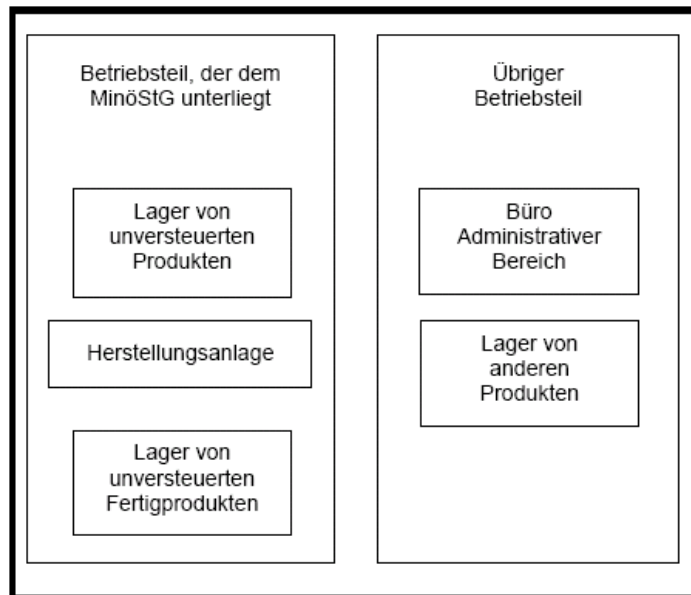 Betriebsteil, der dem
MinöStG unterliegt
Lager von
unversteuerten
Produkten
Herstellungsanlage
Lager von
unversteuerten
Fertigprodukten
Übriger
Betriebsteil
Büro
Administrativer
Bereich
Lager von
anderen
Produkten